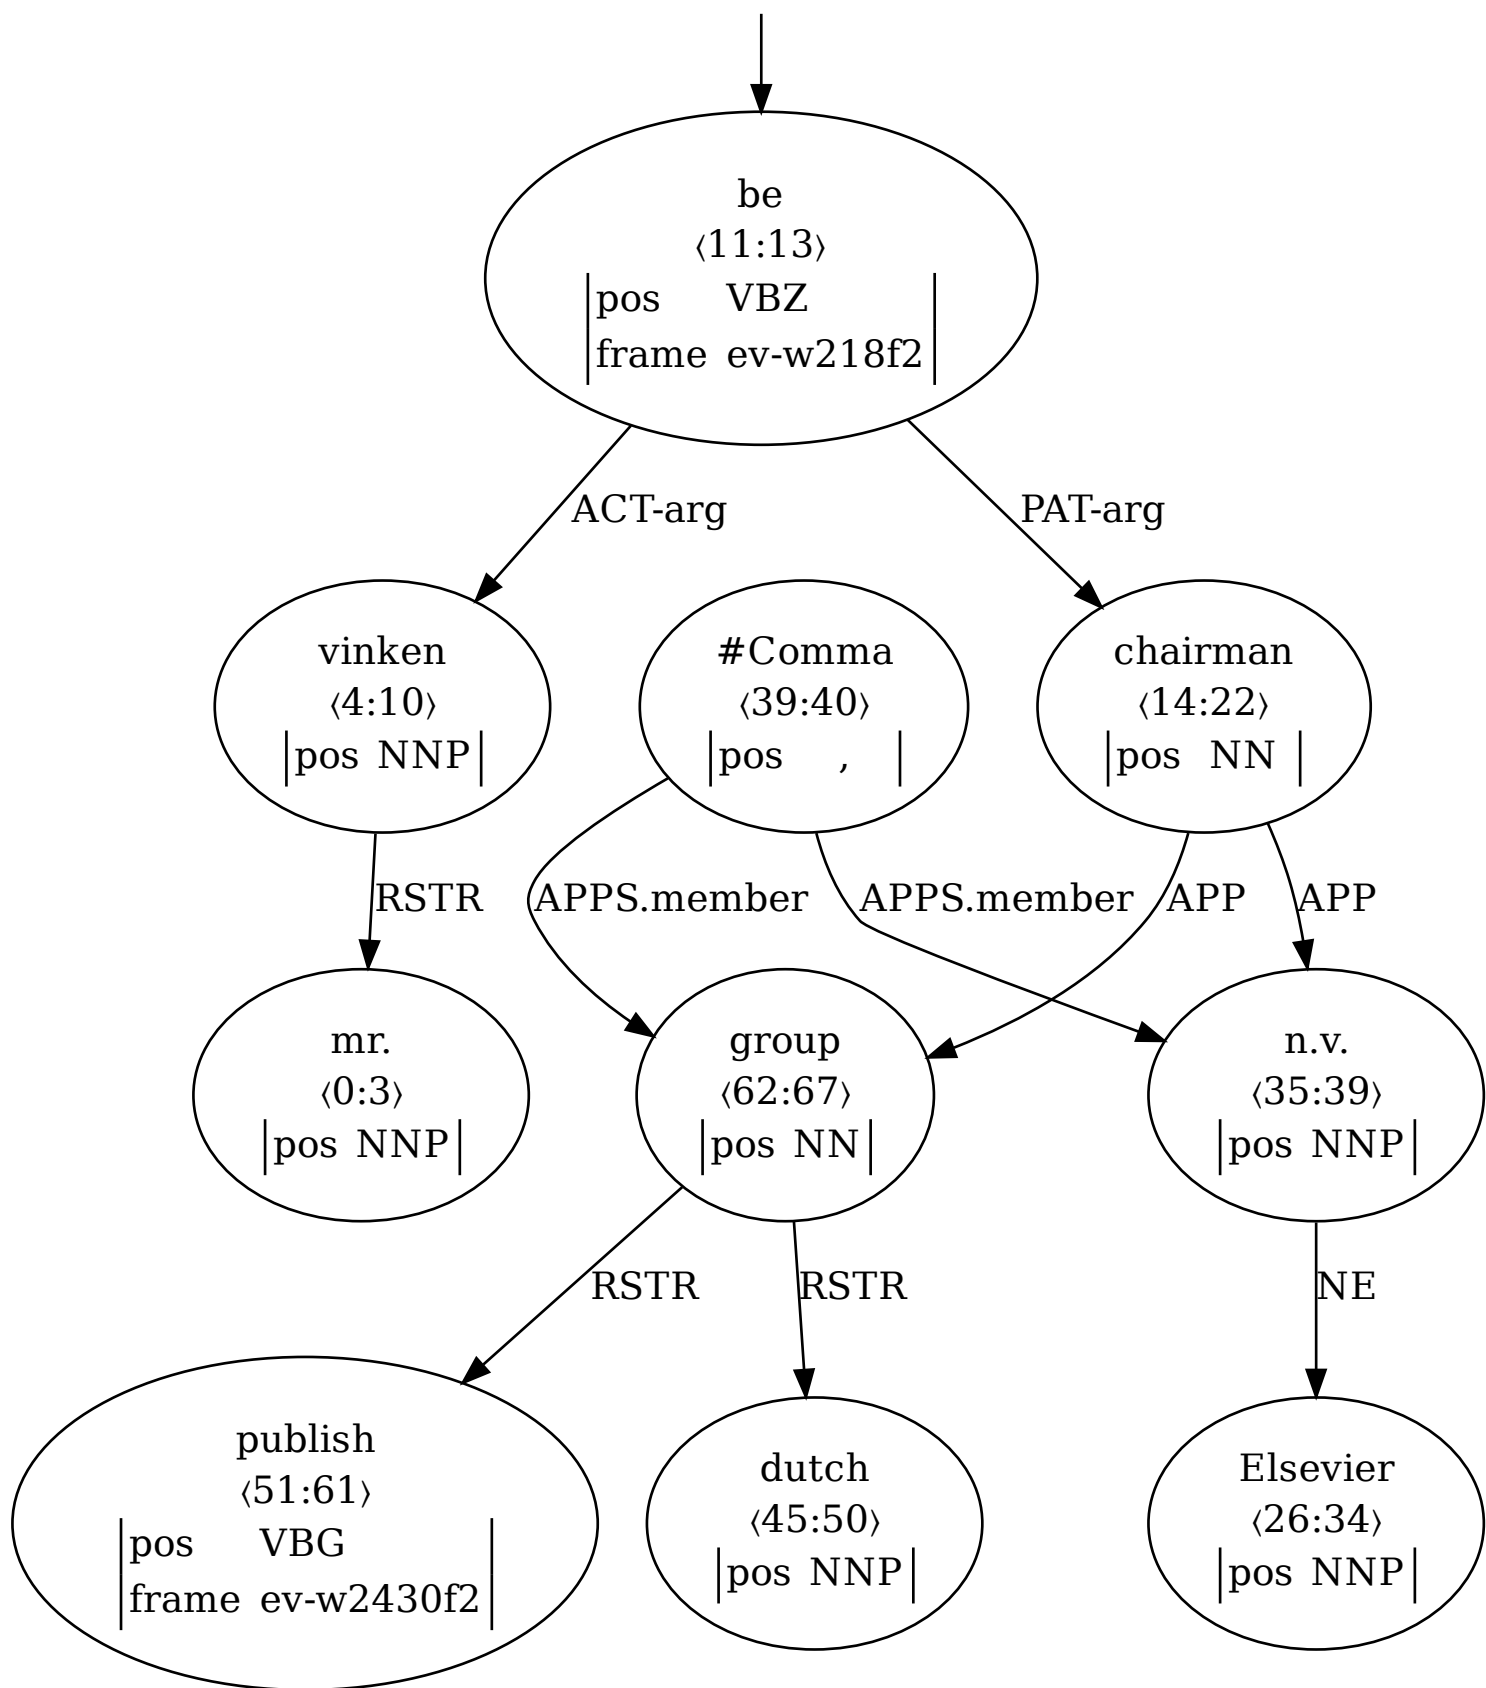 be
⟨11:13⟩
pos VBZ
frame ev-w218f2
ACT-arg
PAT-arg
vinken
⟨4:10⟩
pos NNP
#Comma
⟨39:40⟩
pos ,
chairman
⟨14:22⟩
pos NN
RSTR
APPS.member
APPS.member
APP
APP
mr.
⟨0:3⟩
pos NNP
group
⟨62:67⟩
pos NN
n.v.
⟨35:39⟩
pos NNP
RSTR
RSTR
NE
publish
⟨51:61⟩
pos VBG
frame ev-w2430f2
dutch
⟨45:50⟩
pos NNP
Elsevier
⟨26:34⟩
pos NNP